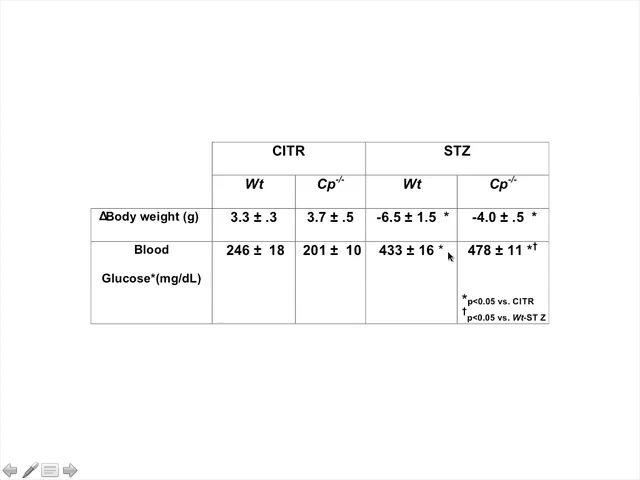 CITR STZ
Wt Cp-/- Wt Cp-/-
ΔBody weight (g) 3.3 ± .3 3.7 ± .5 -6.5 ± 1.5 * -4.0 ± .5 *
Blood 246 ± 18 201 ± 10 433 ± 16 * 478 ± 11 *†
Glucose*(mg/dL)
*p<0.05 vs. CITR
†p<0.05 vs. Wt-ST Z